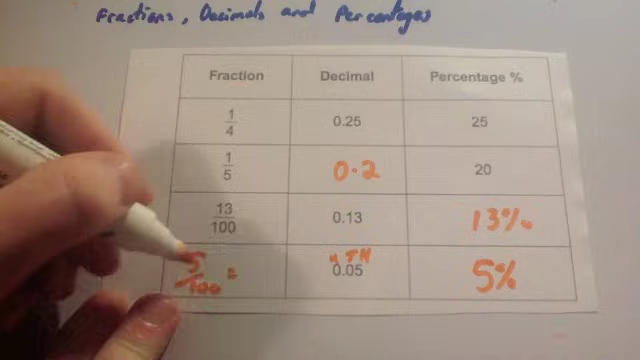 Fractions, Decimals and Percentages
Fraction Decimal Percentage %
1/4 0.25 25
1/5 0.2 20
13/100 0.13 13%
U T H
5/100 = 0.05 5%